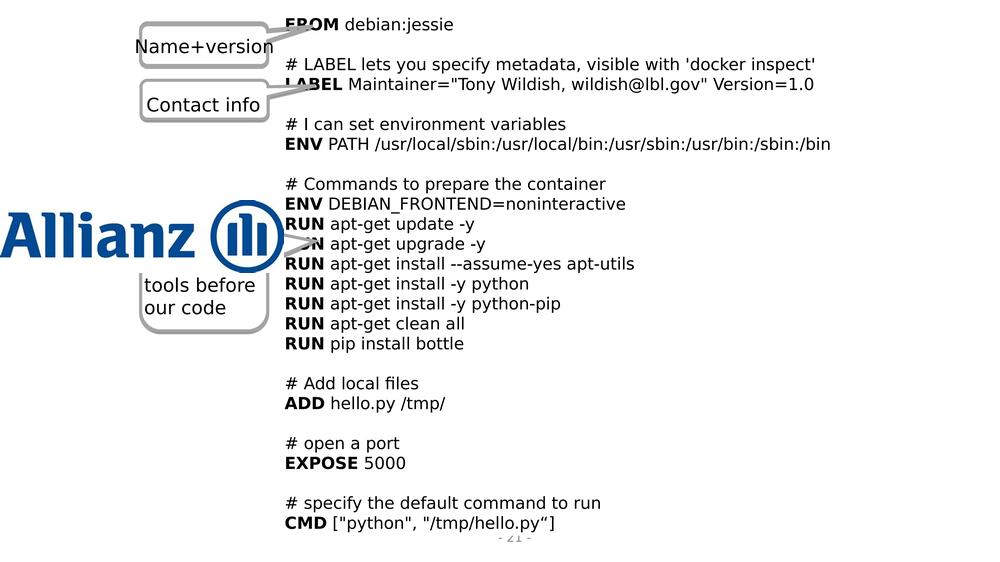 Name+version
Contact info
Allianz
tools before
our code
FROM debian:jessie
# LABEL lets you specify metadata, visible with 'docker inspect'
LABEL Maintainer="Tony Wildish, wildish@lbl.gov" Version=1.0
# I can set environment variables
ENV PATH /usr/local/sbin:/usr/local/bin:/usr/sbin:/usr/bin:/sbin:/bin
# Commands to prepare the container
ENV DEBIAN_FRONTEND=noninteractive
RUN apt-get update -y
RUN apt-get upgrade -y
RUN apt-get install --assume-yes apt-utils
RUN apt-get install -y python
RUN apt-get install -y python-pip
RUN apt-get clean all
RUN pip install bottle
# Add local files
ADD hello.py /tmp/
# open a port
EXPOSE 5000
# specify the default command to run
CMD ["python", "/tmp/hello.py“]
- 21 -